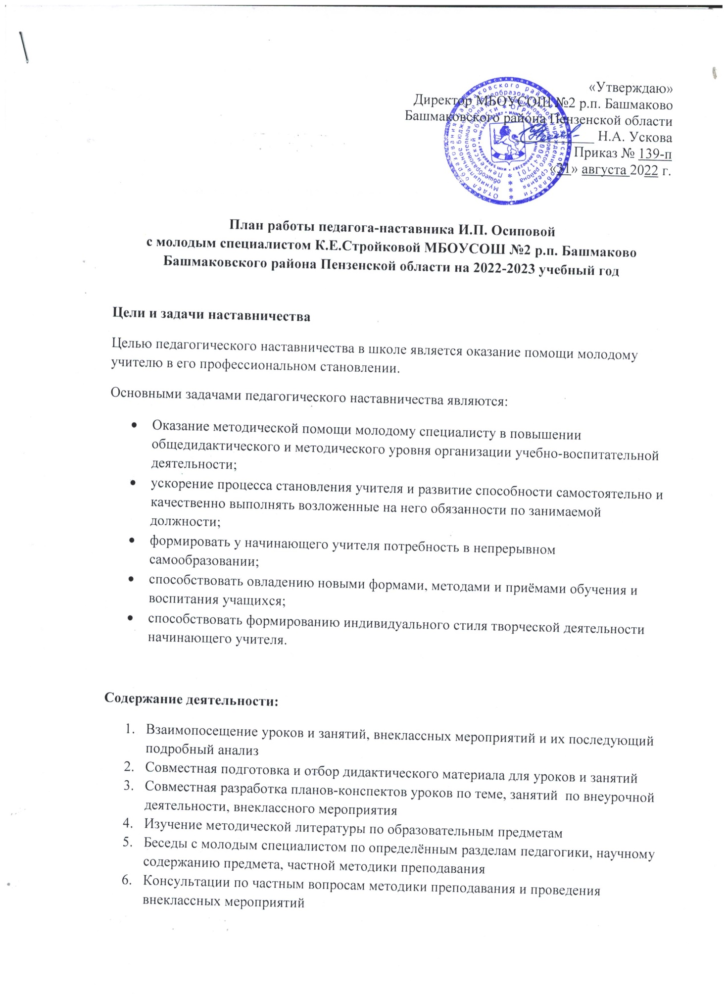 «Утверждаю»
Директор МБОУСОШ №2 р.п. Башмаково
Башмаковского района Пензенской области
Н.А. Ускова
Приказ № 139-п
«31» августа 2022 г.
План работы педагога-наставника И.П. Осиповой
с молодым специалистом К.Е.Стройковой МБОУСОШ №2 р.п. Башмаково
Башмаковского района Пензенской области на 2022-2023 учебный год
Цели и задачи наставничества
Целью педагогического наставничества в школе является оказание помощи молодому
учителю в его профессиональном становлении.
Основными задачами педагогического наставничества являются:
• Оказание методической помощи молодому специалисту в повышении
общедидактического и методического уровня организации учебно-воспитательной
деятельности;
• ускорение процесса становления учителя и развитие способности самостоятельно и
качественно выполнять возложенные на него обязанности по занимаемой
должности;
• формировать у начинающего учителя потребность в непрерывном
самообразовании;
• способствовать овладению новыми формами, методами и приёмами обучения и
воспитания учащихся;
• способствовать формированию индивидуального стиля творческой деятельности
начинающего учителя.
Содержание деятельности:
1. Взаимопосещение уроков и занятий, внеклассных мероприятий и их последующий
подробный анализ
2. Совместная подготовка и отбор дидактического материала для уроков и занятий
3. Совместная разработка планов-конспектов уроков по теме, занятий по внеурочной
деятельности, внеклассного мероприятия
4. Изучение методической литературы по образовательным предметам
5. Беседы с молодым специалистом по определённым разделам педагогики, научному
содержанию предмета, частной методики преподавания
6. Консультации по частным вопросам методики преподавания и проведения
внеклассных мероприятий